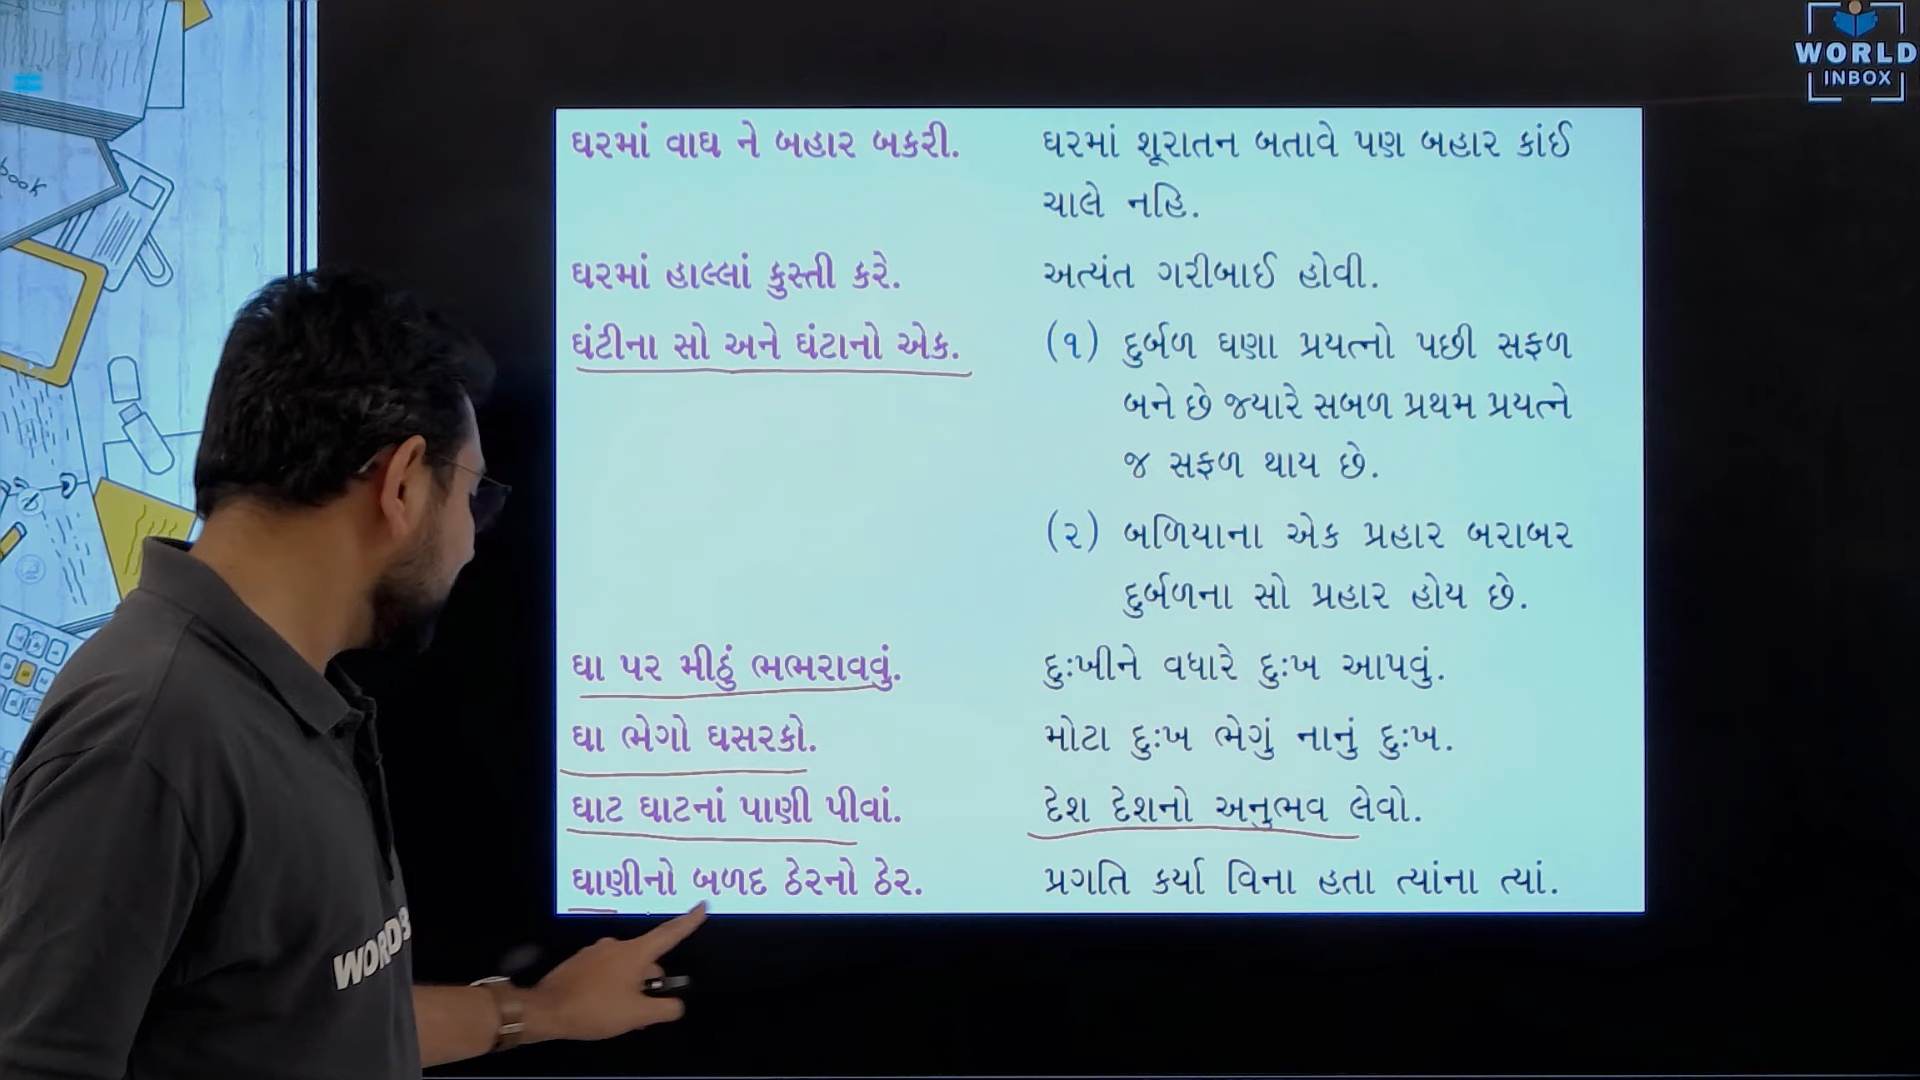 WORLD
INBOX
book
ઘરમાં વાઘ ને બહાર બકરી. ઘરમાં શૂરાતન બતાવે પણ બહાર કાંઈ
ચાલે નહિ.
ઘરમાં હાલ્લાં કુસ્તી કરે. અત્યંત ગરીબાઈ હોવી.
ઘંટીના સો અને ઘંટાનો એક. (૧) દુર્બળ ઘણા પ્રયત્નો પછી સફળ
બને છે જ્યારે સબળ પ્રથમ પ્રયત્ને
જ સફળ થાય છે.
(૨) બળિયાના એક પ્રહાર બરાબર
દુર્બળના સો પ્રહાર હોય છે.
ઘા પર મીઠું ભભરાવવું. દુઃખીને વધારે દુઃખ આપવું.
ઘા ભેગો ઘસરકો. મોટા દુઃખ ભેગું નાનું દુઃખ.
ઘાટ ઘાટનાં પાણી પીવાં. દેશ દેશનો અનુભવ લેવો.
ઘાણીનો બળદ ઠેરનો ઠેર. પ્રગતિ કર્યા વિના હતા ત્યાંના ત્યાં.